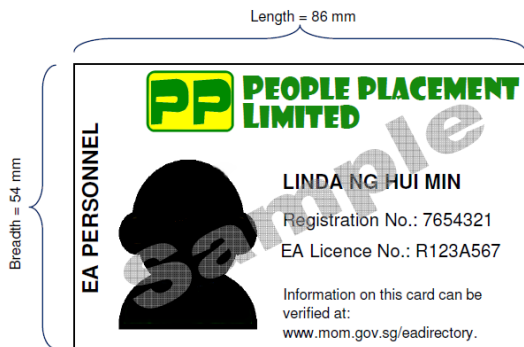 Length = 86 mm
Breadth = 54 mm
EA PERSONNEL
PP
PEOPLE PLACEMENT
LIMITED
LINDA NG HUI MIN
Registration No.: 7654321
EA Licence No.: R123A567
Information on this card can be
verified at:
www.mom.gov.sg/eadirectory.
Sample